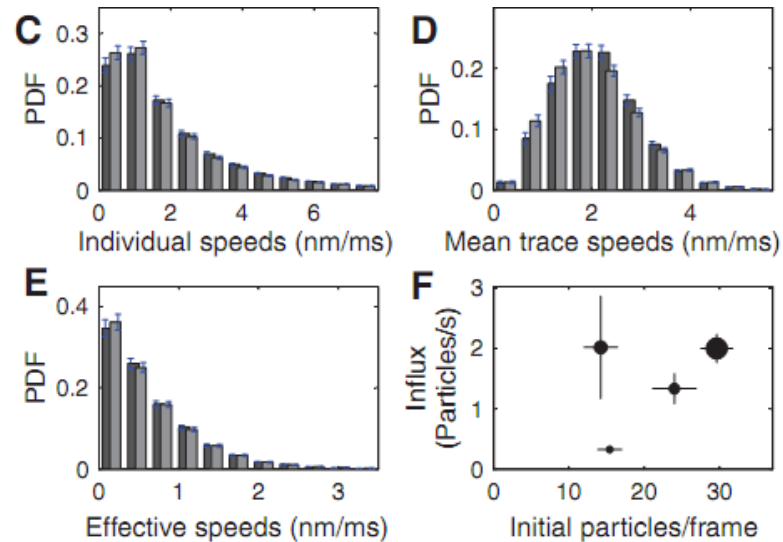 C
0.3
0.2
0.1
0
PDF
0 2 4 6
Individual speeds (nm/ms)
D
0.2
0.1
0
PDF
0 2 4
Mean trace speeds (nm/ms)
E
0.4
0.2
0
PDF
0 1 2 3
Effective speeds (nm/ms)
F
3
2
1
0
Influx
(Particles/s)
10 20 30
Initial particles/frame